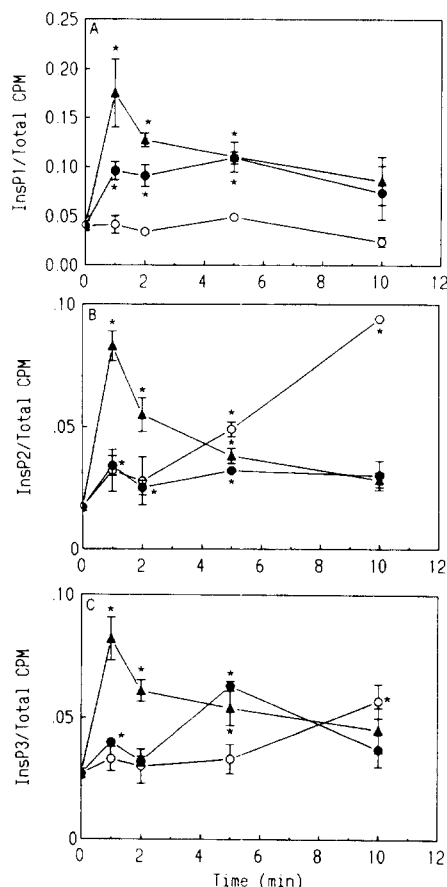 A
0.25
0.20
0.15
0.10
0.05
0.00
InsP1/Total CPM
0 2 4 6 8 10 12
B
.10
.05
0
InsP2/Total CPM
0 2 4 6 8 10 12
C
.10
.05
0
InsP3/Total CPM
0 2 4 6 8 10 12
Time (min)